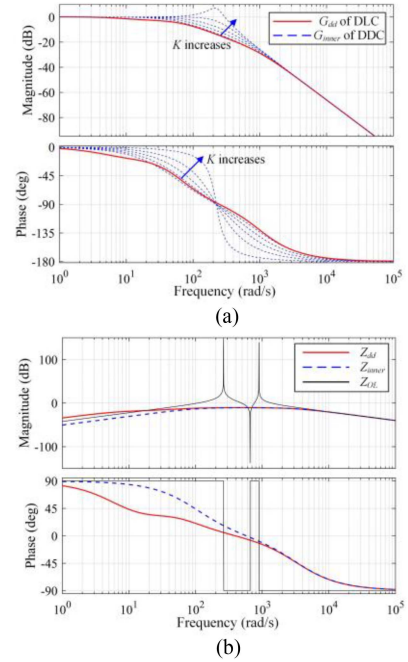 0
-20
-40
-60
-80
Magnitude (dB)
K increases
G_dd of DLC
G_inner of DDC
0
-45
-90
-135
-180
Phase (deg)
K increases
10^0 10^1 10^2 10^3 10^4 10^5
Frequency (rad/s)
(a)
100
0
-100
Magnitude (dB)
Z_dd
Z_inner
Z_OL
90
45
0
-45
-90
Phase (deg)
10^0 10^1 10^2 10^3 10^4 10^5
Frequency (rad/s)
(b)